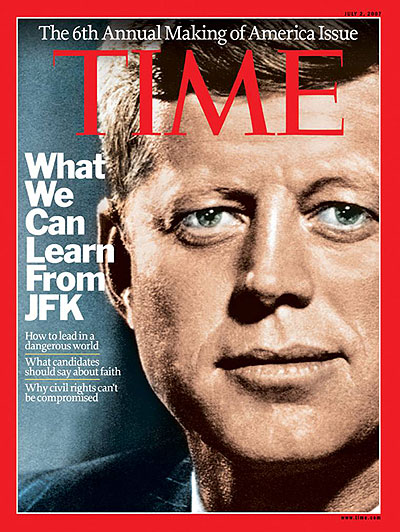 JULY 2, 2007
The 6th Annual Making of America Issue
TIME
What
We
Can
Learn
From
JFK
How to lead in a
dangerous world
What candidates
should say about faith
Why civil rights can't
be compromised
www.time.com